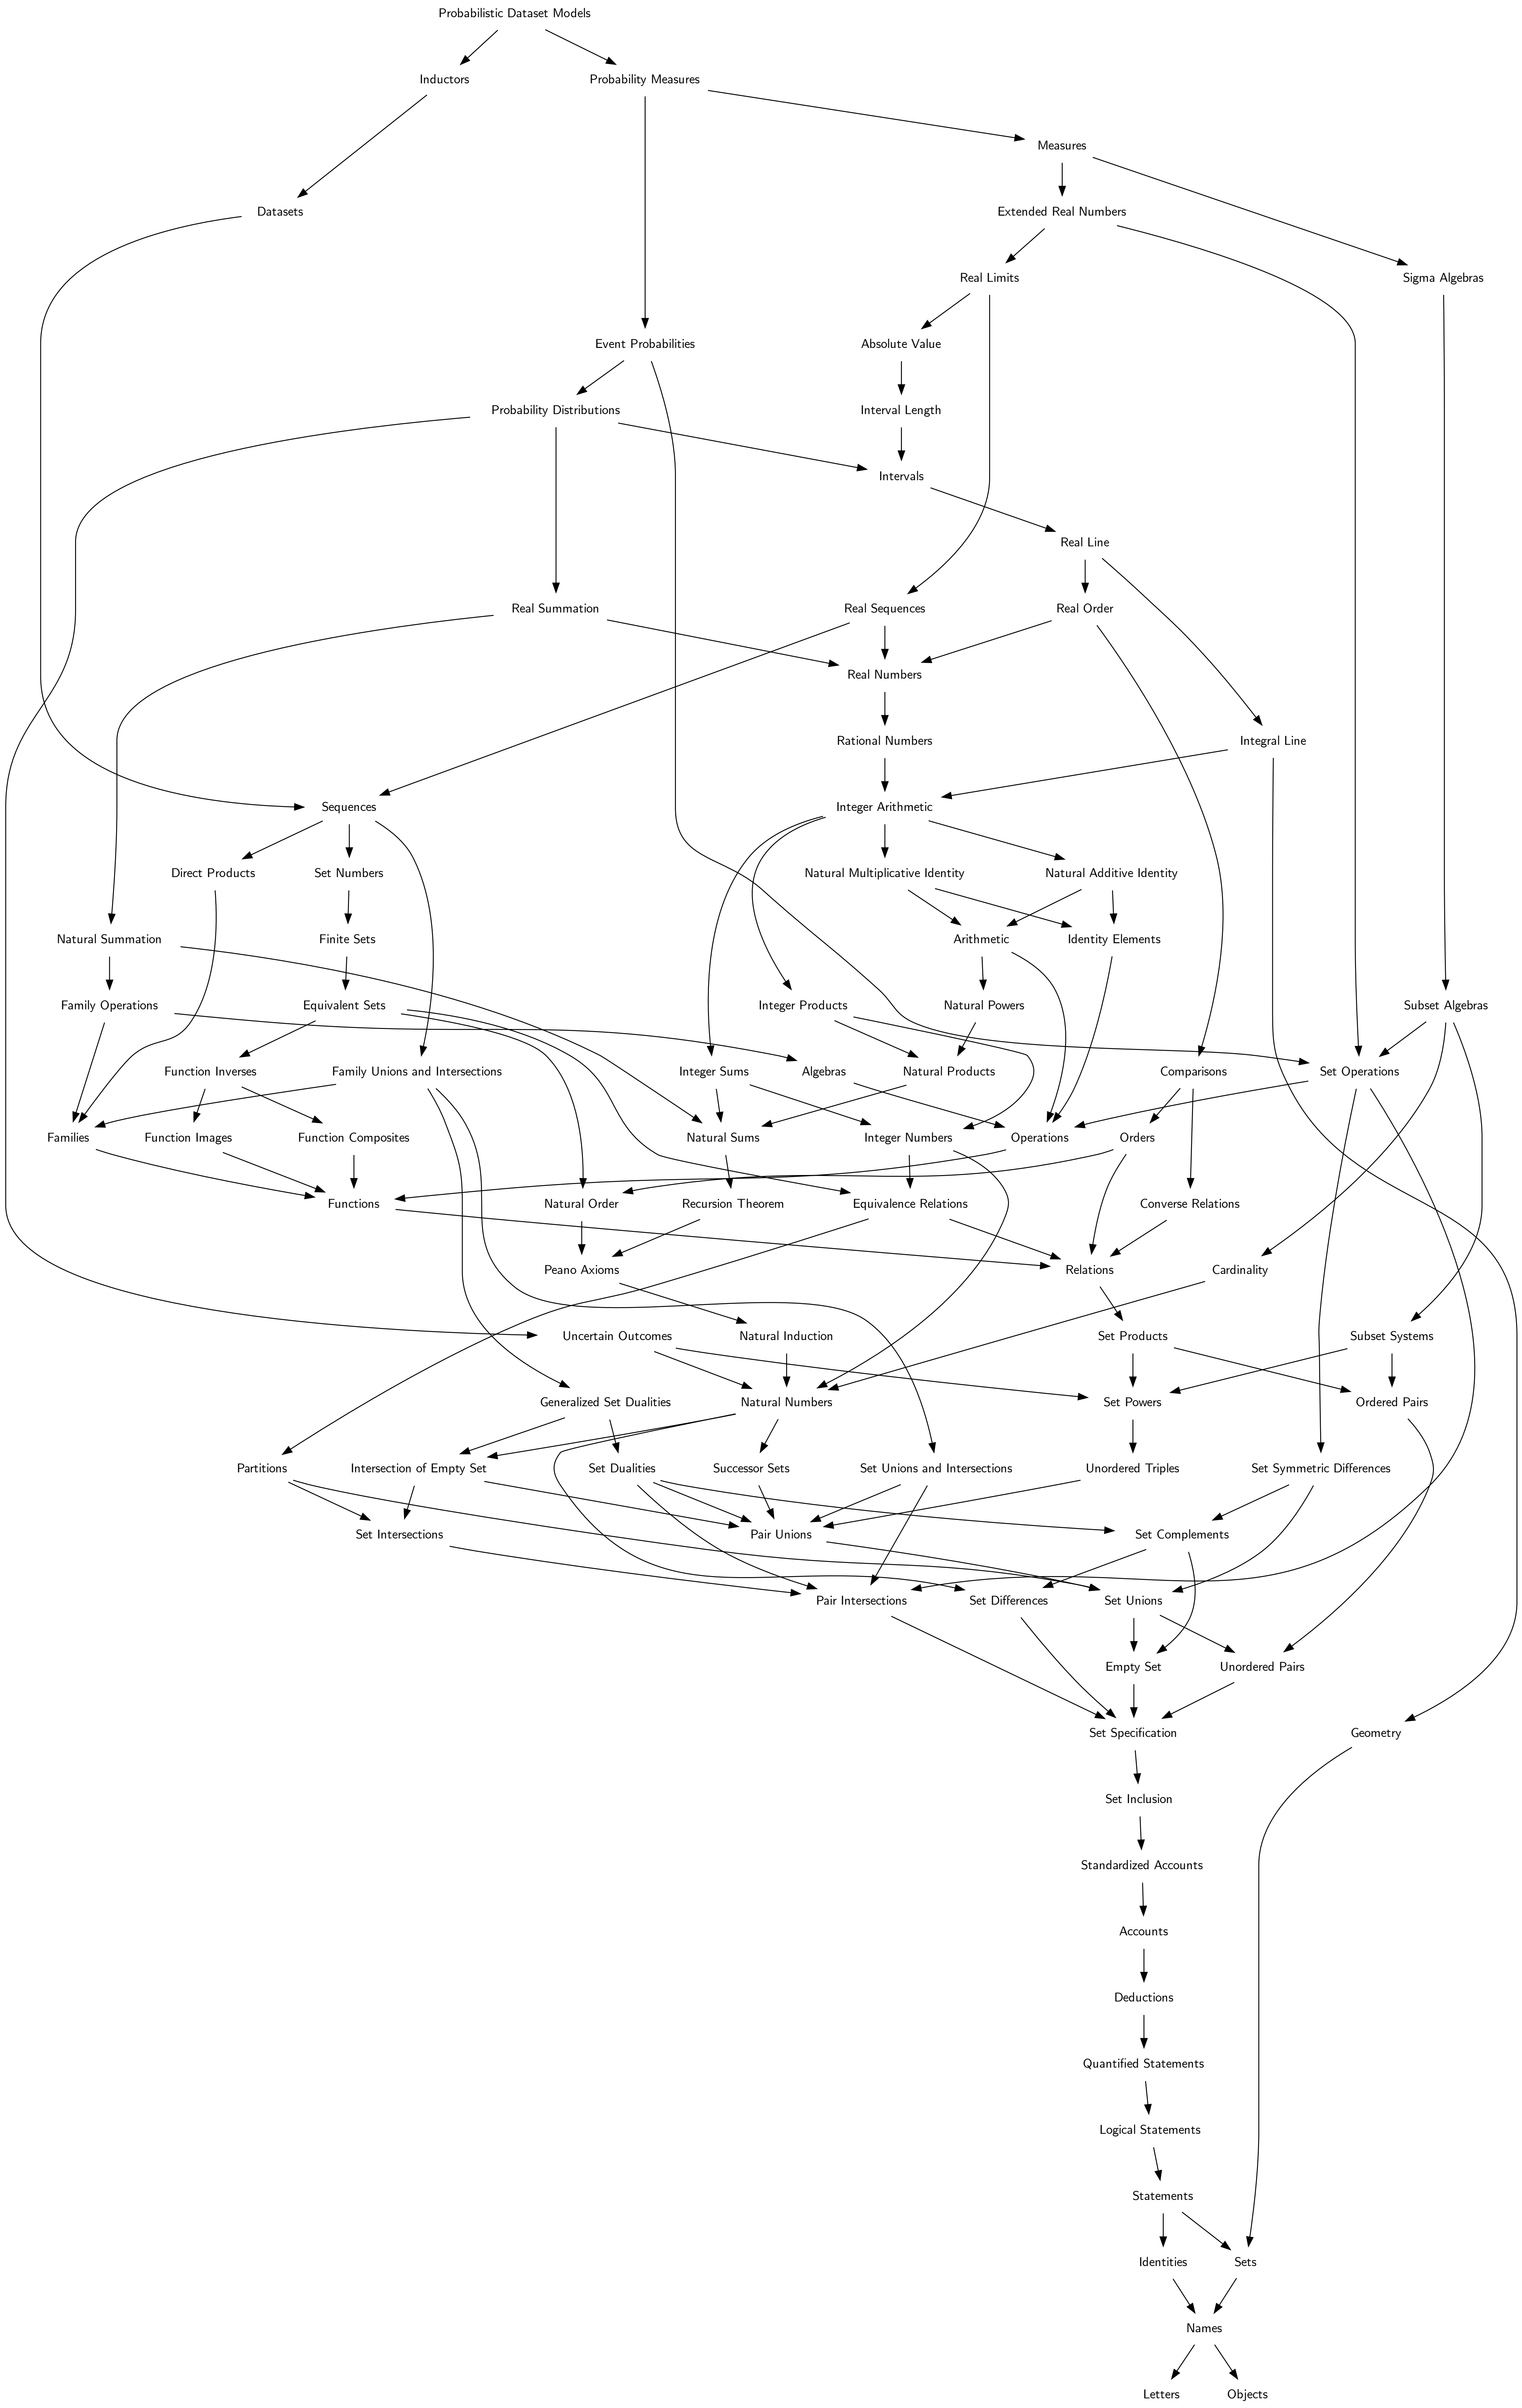 Probabilistic Dataset Models
Inductors
Probability Measures
Measures
Datasets
Extended Real Numbers
Real Limits
Sigma Algebras
Event Probabilities
Absolute Value
Probability Distributions
Interval Length
Intervals
Real Line
Real Summation
Real Sequences
Real Order
Real Numbers
Rational Numbers
Integral Line
Sequences
Integer Arithmetic
Direct Products
Set Numbers
Natural Multiplicative Identity
Natural Additive Identity
Natural Summation
Finite Sets
Arithmetic
Identity Elements
Family Operations
Equivalent Sets
Integer Products
Natural Powers
Subset Algebras
Function Inverses
Family Unions and Intersections
Integer Sums
Algebras
Natural Products
Comparisons
Set Operations
Families
Function Images
Function Composites
Natural Sums
Integer Numbers
Operations
Orders
Functions
Natural Order
Recursion Theorem
Equivalence Relations
Converse Relations
Peano Axioms
Relations
Cardinality
Uncertain Outcomes
Natural Induction
Set Products
Subset Systems
Generalized Set Dualities
Natural Numbers
Set Powers
Ordered Pairs
Partitions
Intersection of Empty Set
Set Dualities
Successor Sets
Set Unions and Intersections
Unordered Triples
Set Symmetric Differences
Set Intersections
Pair Unions
Set Complements
Pair Intersections
Set Differences
Set Unions
Empty Set
Unordered Pairs
Set Specification
Geometry
Set Inclusion
Standardized Accounts
Accounts
Deductions
Quantified Statements
Logical Statements
Statements
Identities
Sets
Names
Letters
Objects